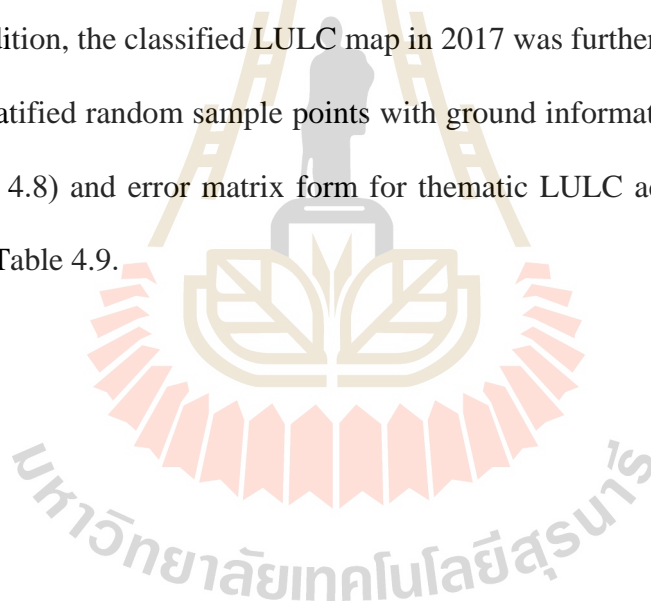 dition, the classified LULC map in 2017 was further
atified random sample points with ground informat
4.8) and error matrix form for thematic LULC a
Table 4.9.
มหาวิทยาลัยเทคโนโลยีสุรนารี